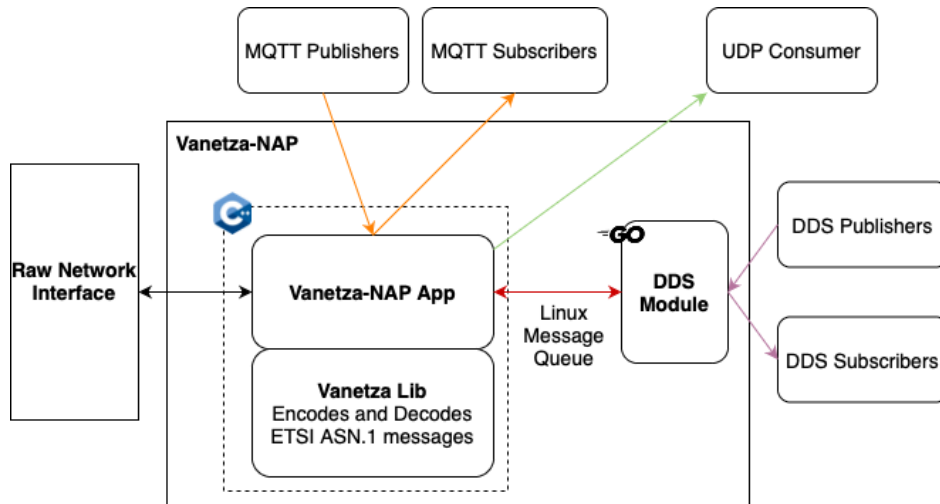 MQTT Publishers
MQTT Subscribers
UDP Consumer
Vanetza-NAP
C++
GO
Raw Network
Interface
Vanetza-NAP App
Linux
Message
Queue
DDS
Module
DDS Publishers
DDS Subscribers
Vanetza Lib
Encodes and Decodes
ETSI ASN.1 messages